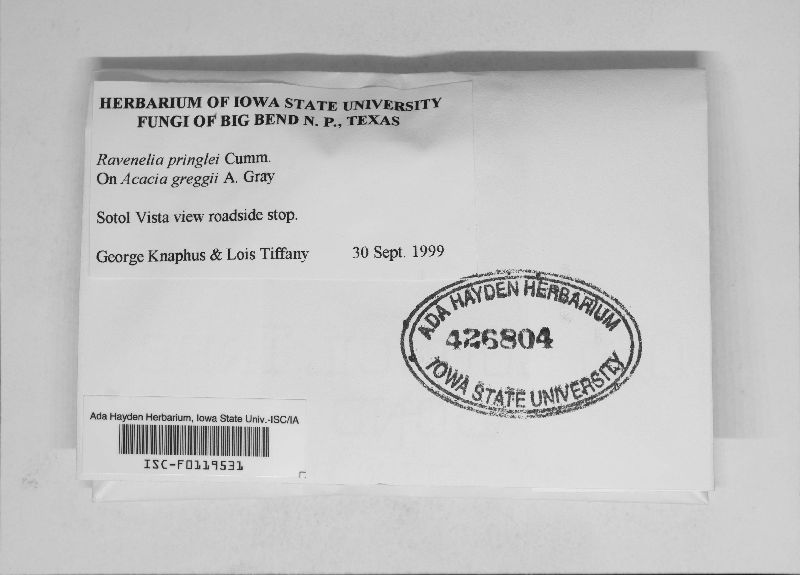 HERBARIUM OF IOWA STATE UNIVERSITY
FUNGI OF BIG BEND N. P., TEXAS
Ravenelia pringlei Cumm.
On Acacia greggii A. Gray
Sotol Vista view roadside stop.
George Knaphus & Lois Tiffany 30 Sept. 1999
ADA HAYDEN HERBARIUM
426804
IOWA STATE UNIVERSITY
Ada Hayden Herbarium, Iowa State Univ.-ISC/IA
ISC-F0119531